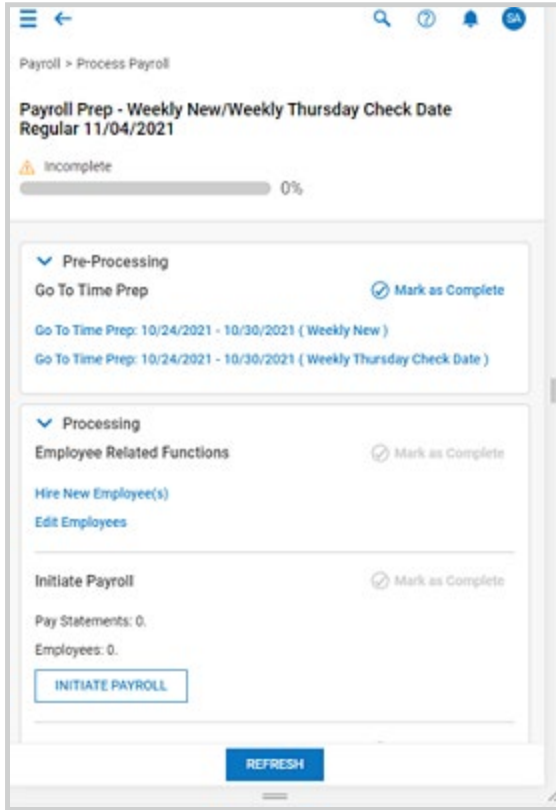 SA
Payroll > Process Payroll
Payroll Prep - Weekly New/Weekly Thursday Check Date
Regular 11/04/2021
Incomplete
0%
Pre-Processing
Go To Time Prep
Mark as Complete
Go To Time Prep: 10/24/2021 - 10/30/2021 ( Weekly New )
Go To Time Prep: 10/24/2021 - 10/30/2021 ( Weekly Thursday Check Date )
Processing
Employee Related Functions
Mark as Complete
Hire New Employee(s)
Edit Employees
Initiate Payroll
Mark as Complete
Pay Statements: 0.
Employees: 0.
INITIATE PAYROLL
REFRESH